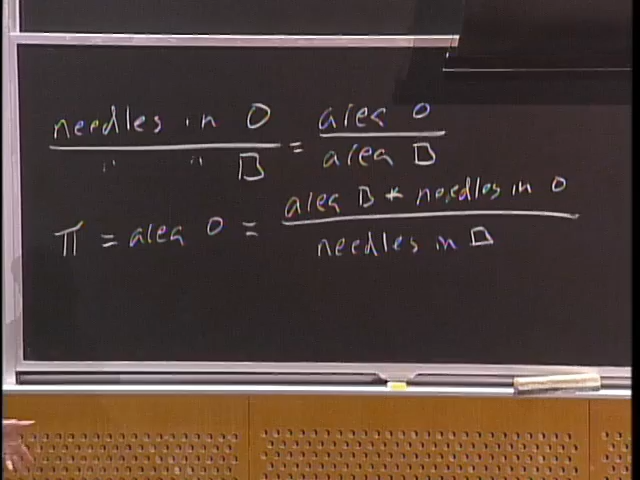 needles in O = area O
" " □ area □
π = area O = area □ * needles in O
needles in □